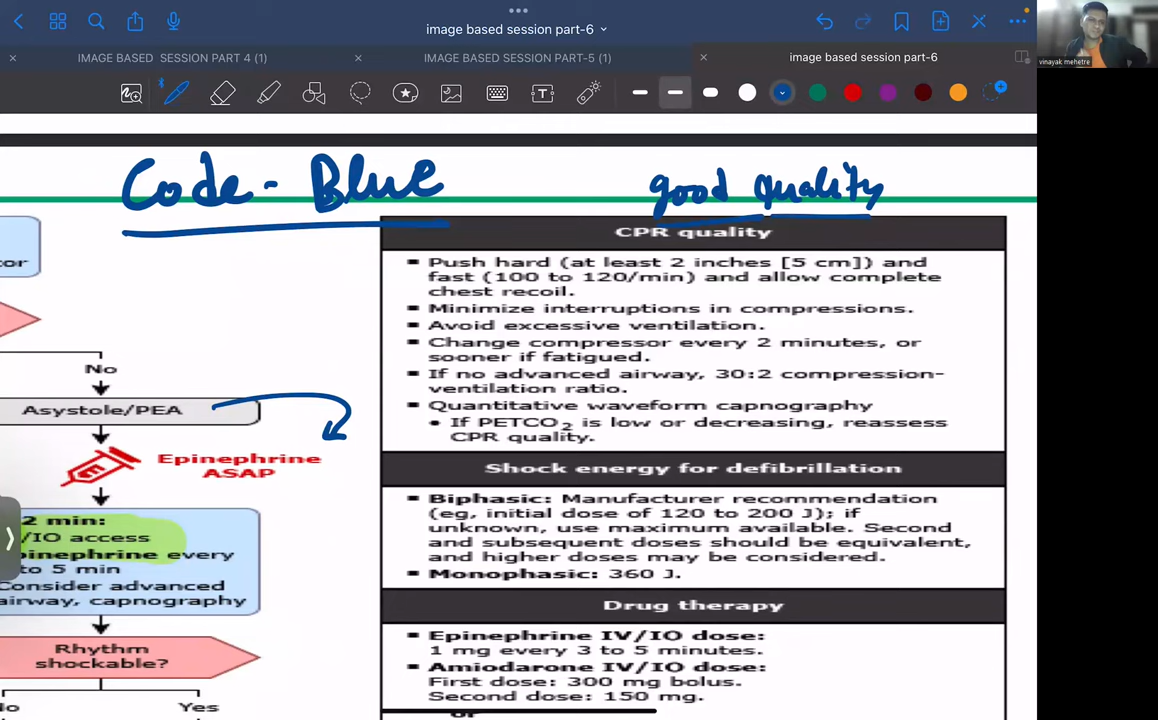 image based session part-6
IMAGE BASED SESSION PART 4 (1)
IMAGE BASED SESSION PART-5 (1)
image based session part-6
vinayak mehetre
Code - Blue
good quality
tor
No
Asystole/PEA
Epinephrine
ASAP
2 min:
/IO access
pinephrine every
to 5 min
Consider advanced
airway, capnography
Rhythm
shockable?
No
Yes
CPR quality
▪ Push hard (at least 2 inches [5 cm]) and
fast (100 to 120/min) and allow complete
chest recoil.
▪ Minimize interruptions in compressions.
▪ Avoid excessive ventilation.
▪ Change compressor every 2 minutes, or
sooner if fatigued.
▪ If no advanced airway, 30:2 compression-
ventilation ratio.
▪ Quantitative waveform capnography
• If PETCO₂ is low or decreasing, reassess
CPR quality.
Shock energy for defibrillation
▪ Biphasic: Manufacturer recommendation
(eg, initial dose of 120 to 200 J); if
unknown, use maximum available. Second
and subsequent doses should be equivalent,
and higher doses may be considered.
▪ Monophasic: 360 J.
Drug therapy
▪ Epinephrine IV/IO dose:
1 mg every 3 to 5 minutes.
▪ Amiodarone IV/IO dose:
First dose: 300 mg bolus.
Second dose: 150 mg.
or